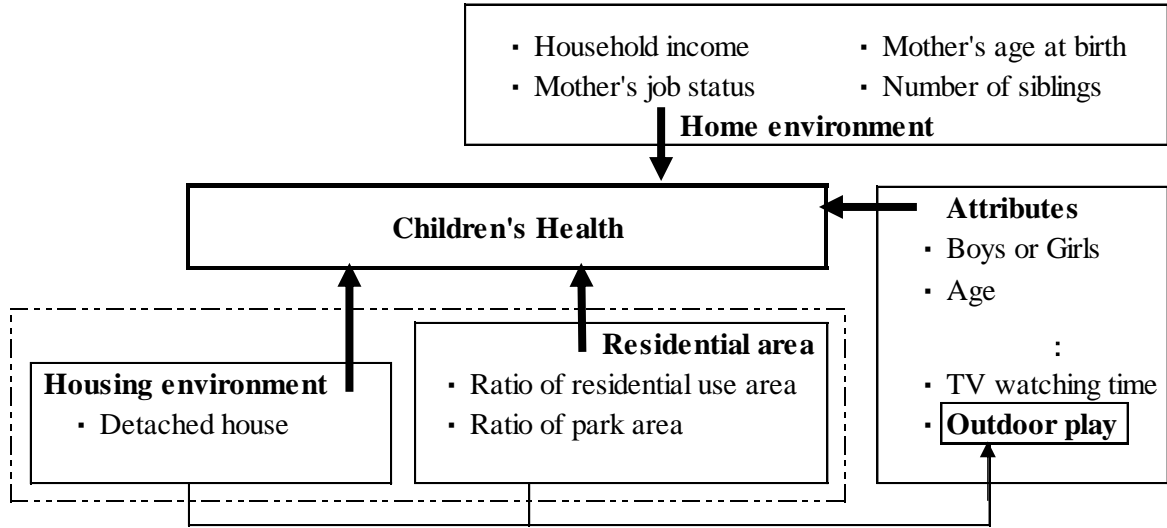 ・ Household income
・ Mother's age at birth
・ Mother's job status
・ Number of siblings
Home environment
Children's Health
Attributes
・ Boys or Girls
・ Age
:
・ TV watching time
・ Outdoor play
Residential area
・ Ratio of residential use area
・ Ratio of park area
Housing environment
・ Detached house